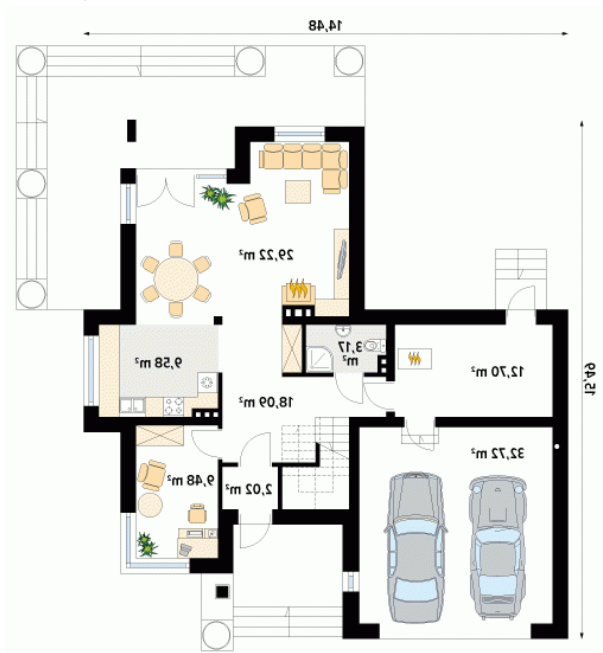 14,48
29,22 m²
15,49
3,17
m²
9,58 m²
12,70 m²
18,09 m²
32,72 m²
9,48 m²
2,02 m²